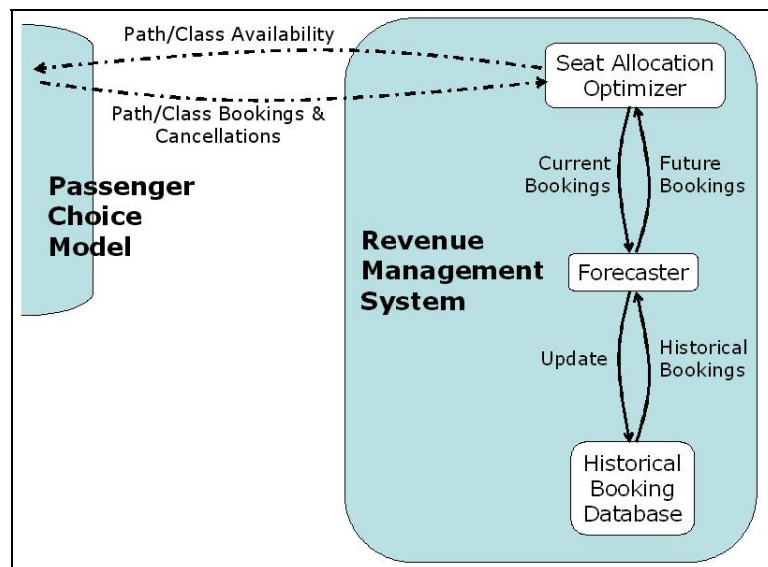 Path/Class Availability
Path/Class Bookings &
Cancellations
Passenger
Choice
Model
Revenue
Management
System
Seat Allocation
Optimizer
Current
Bookings
Future
Bookings
Forecaster
Update
Historical
Bookings
Historical
Booking
Database